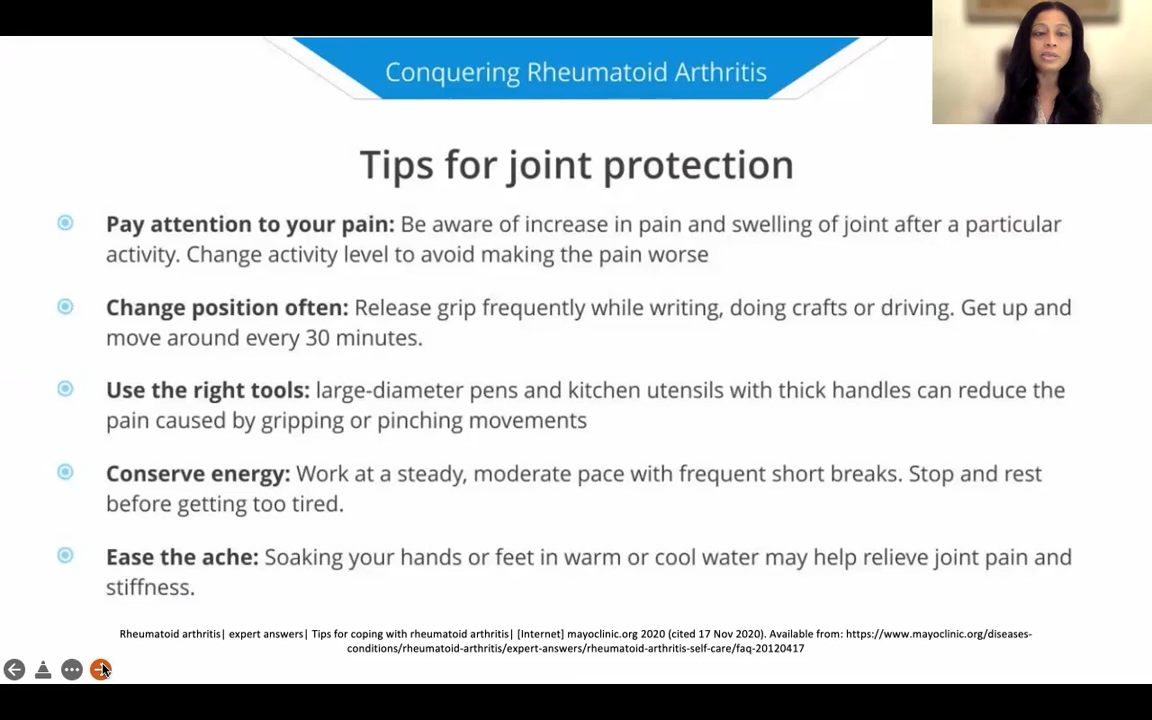 Conquering Rheumatoid Arthritis
Tips for joint protection
Pay attention to your pain: Be aware of increase in pain and swelling of joint after a particular
activity. Change activity level to avoid making the pain worse
Change position often: Release grip frequently while writing, doing crafts or driving. Get up and
move around every 30 minutes.
Use the right tools: large-diameter pens and kitchen utensils with thick handles can reduce the
pain caused by gripping or pinching movements
Conserve energy: Work at a steady, moderate pace with frequent short breaks. Stop and rest
before getting too tired.
Ease the ache: Soaking your hands or feet in warm or cool water may help relieve joint pain and
stiffness.
Rheumatoid arthritis| expert answers| Tips for coping with rheumatoid arthritis| [Internet] mayoclinic.org 2020 (cited 17 Nov 2020). Available from: https://www.mayoclinic.org/diseases-
conditions/rheumatoid-arthritis/expert-answers/rheumatoid-arthritis-self-care/faq-20120417